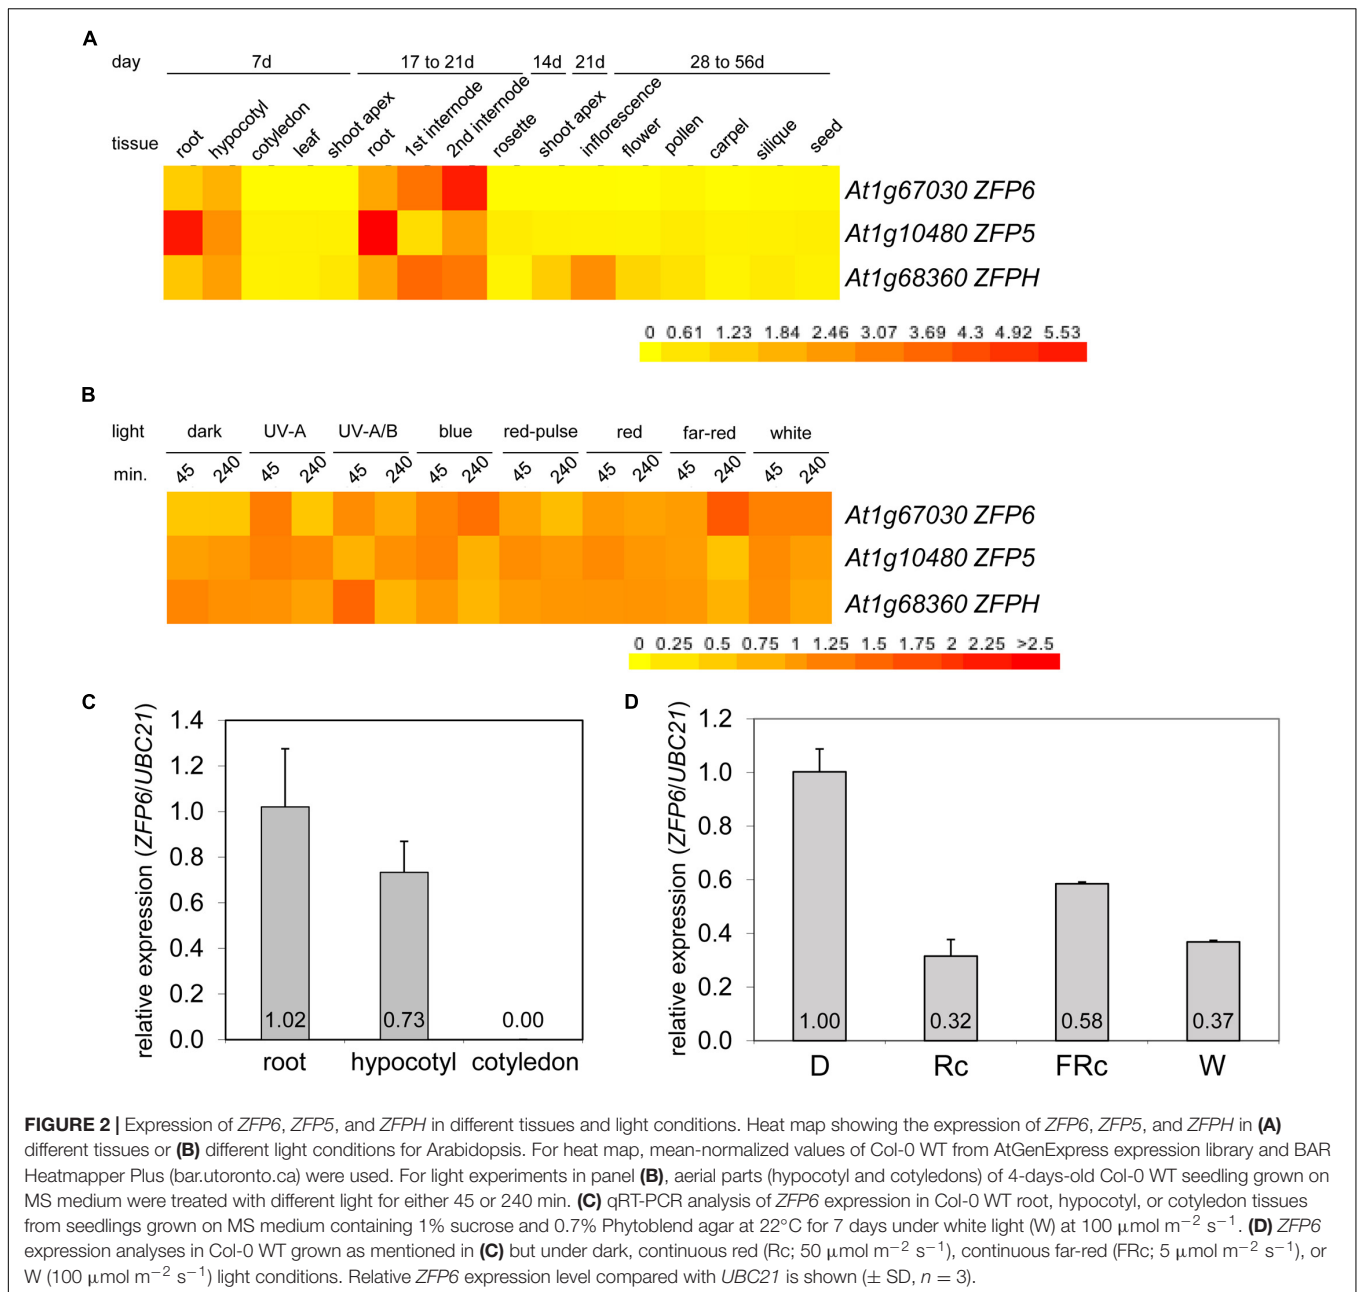 A
day 7d 17 to 21d 14d 21d 28 to 56d
tissue root hypocotyl cotyledon leaf shoot apex root 1st internode 2nd internode rosette shoot apex inflorescence flower pollen carpel silique seed
At1g67030 ZFP6
At1g10480 ZFP5
At1g68360 ZFPH
0 0.61 1.23 1.84 2.46 3.07 3.69 4.3 4.92 5.53
B
light dark UV-A UV-A/B blue red-pulse red far-red white
min. 45 240 45 240 45 240 45 240 45 240 45 240 45 240 45 240
At1g67030 ZFP6
At1g10480 ZFP5
At1g68360 ZFPH
0 0.25 0.5 0.75 1 1.25 1.5 1.75 2 2.25 >2.5
C
relative expression (ZFP6/UBC21)
1.4
1.2
1.0
0.8
0.6
0.4
0.2
0.0
1.02 0.73 0.00
root hypocotyl cotyledon
D
relative expression (ZFP6/UBC21)
1.2
1.0
0.8
0.6
0.4
0.2
0.0
1.00 0.32 0.58 0.37
D Rc FRc W
FIGURE 2 | Expression of ZFP6, ZFP5, and ZFPH in different tissues and light conditions. Heat map showing the expression of ZFP6, ZFP5, and ZFPH in (A)
different tissues or (B) different light conditions for Arabidopsis. For heat map, mean-normalized values of Col-0 WT from AtGenExpress expression library and BAR
Heatmapper Plus (bar.utoronto.ca) were used. For light experiments in panel (B), aerial parts (hypocotyl and cotyledons) of 4-days-old Col-0 WT seedling grown on
MS medium were treated with different light for either 45 or 240 min. (C) qRT-PCR analysis of ZFP6 expression in Col-0 WT root, hypocotyl, or cotyledon tissues
from seedlings grown on MS medium containing 1% sucrose and 0.7% Phytoblend agar at 22°C for 7 days under white light (W) at 100 μmol m⁻² s⁻¹. (D) ZFP6
expression analyses in Col-0 WT grown as mentioned in (C) but under dark, continuous red (Rc; 50 μmol m⁻² s⁻¹), continuous far-red (FRc; 5 μmol m⁻² s⁻¹), or
W (100 μmol m⁻² s⁻¹) light conditions. Relative ZFP6 expression level compared with UBC21 is shown (± SD, n = 3).